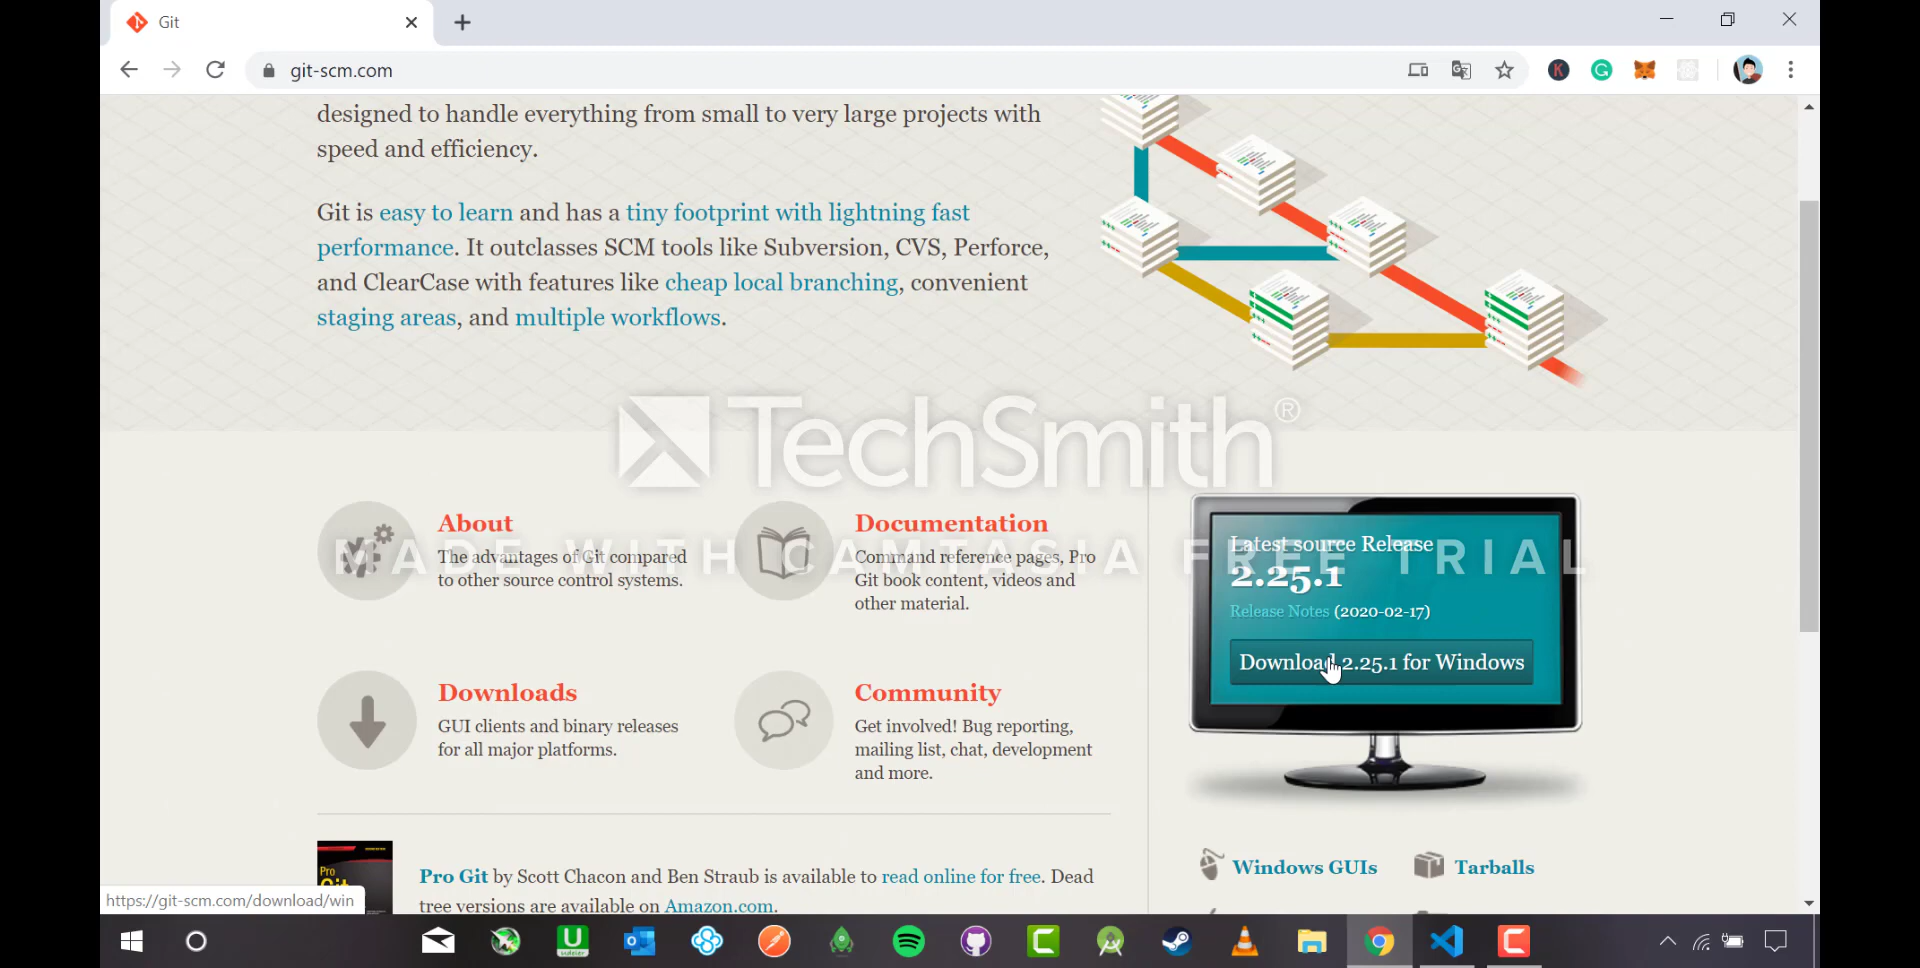 Git
git-scm.com
designed to handle everything from small to very large projects with
speed and efficiency.
Git is easy to learn and has a tiny footprint with lightning fast
performance. It outclasses SCM tools like Subversion, CVS, Perforce,
and ClearCase with features like cheap local branching, convenient
staging areas, and multiple workflows.
TechSmith®
MADE WITH CAMTASIA FREE TRIAL
About
The advantages of Git compared
to other source control systems.
Documentation
Command reference pages, Pro
Git book content, videos and
other material.
Latest source Release
2.25.1
Release Notes (2020-02-17)
Download 2.25.1 for Windows
Downloads
GUI clients and binary releases
for all major platforms.
Community
Get involved! Bug reporting,
mailing list, chat, development
and more.
Windows GUIs
Tarballs
Pro
Git
Pro Git by Scott Chacon and Ben Straub is available to read online for free. Dead
tree versions are available on Amazon.com.
https://git-scm.com/download/win